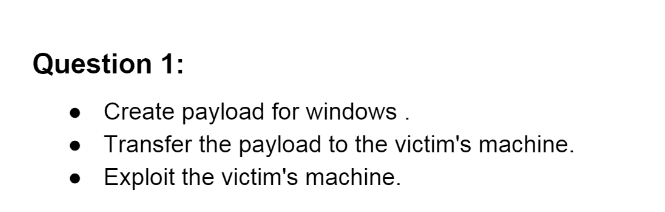 Question 1:
● Create payload for windows .
● Transfer the payload to the victim's machine.
● Exploit the victim's machine.